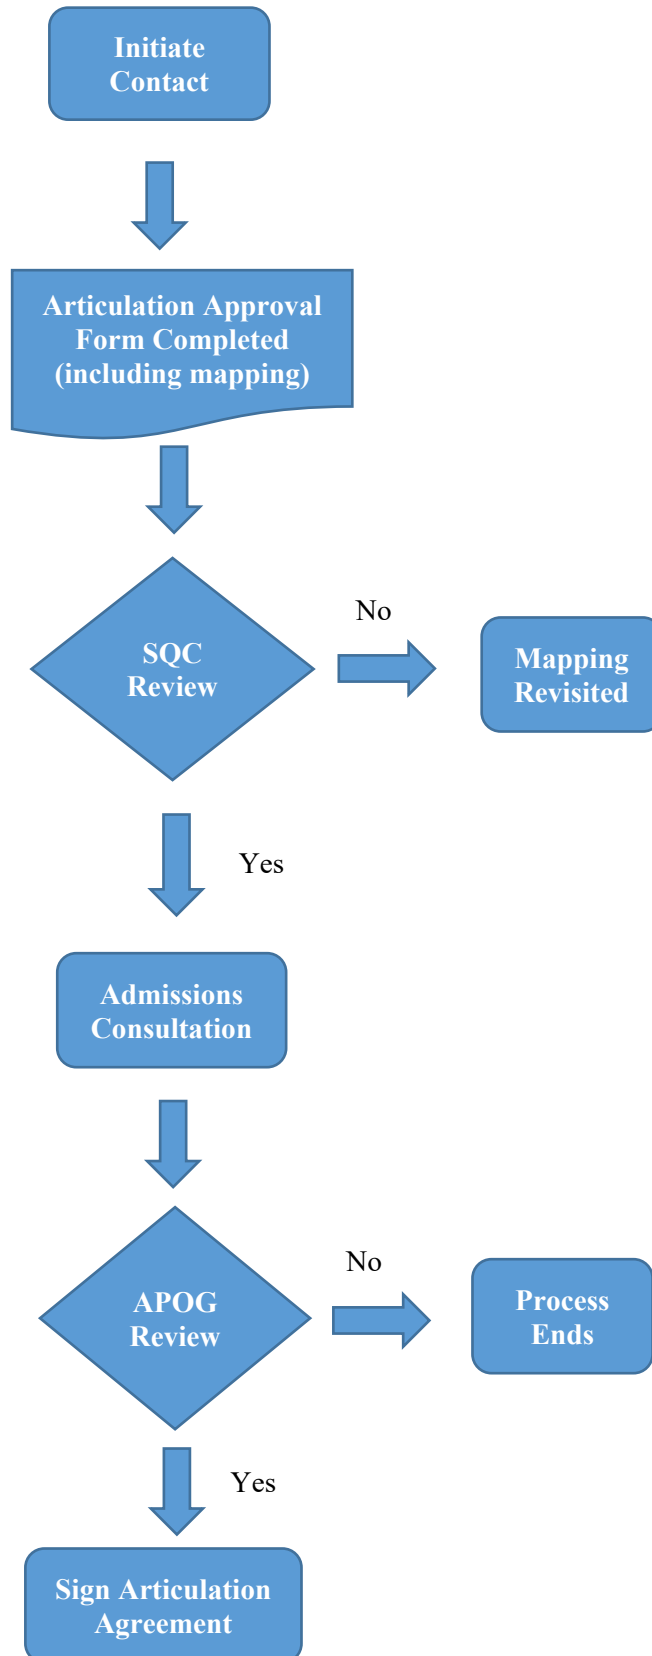 Initiate
Contact
Articulation Approval
Form Completed
(including mapping)
SQC
Review
No
Mapping
Revisited
Yes
Admissions
Consultation
APOG
Review
No
Process
Ends
Yes
Sign Articulation
Agreement